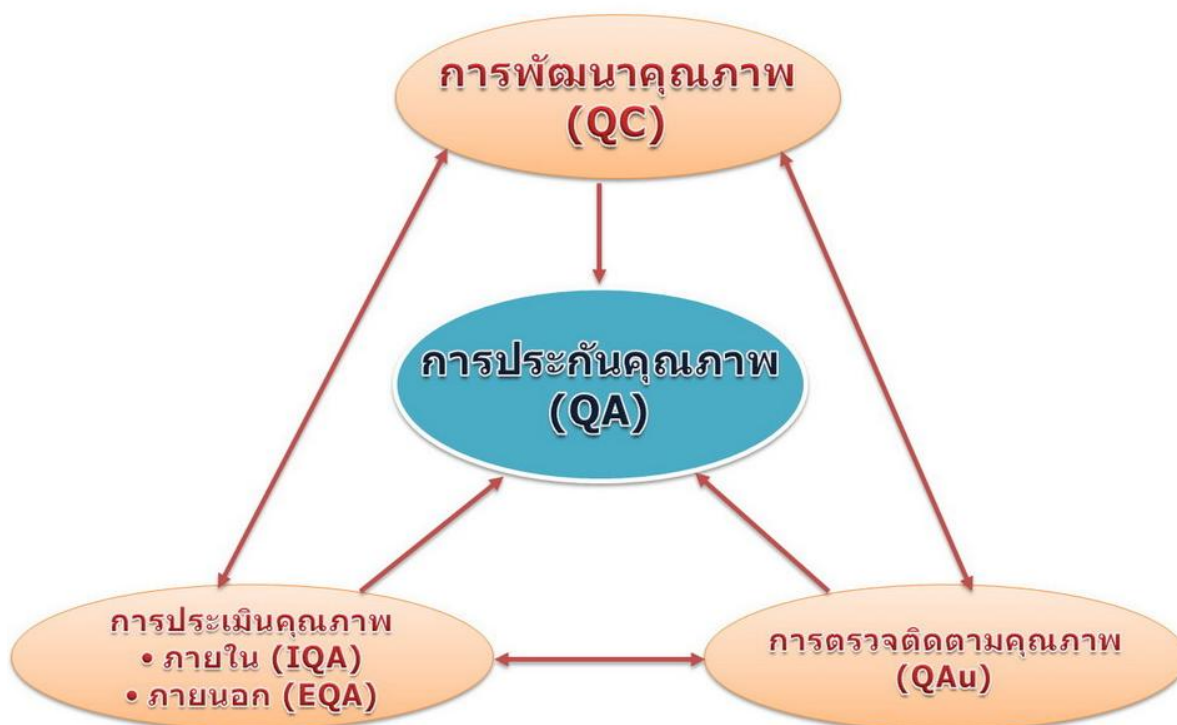 การพัฒนาคุณภาพ
(QC)
การประกันคุณภาพ
(QA)
การประเมินคุณภาพ
• ภายใน (IQA)
• ภายนอก (EQA)
การตรวจติดตามคุณภาพ
(QAu)